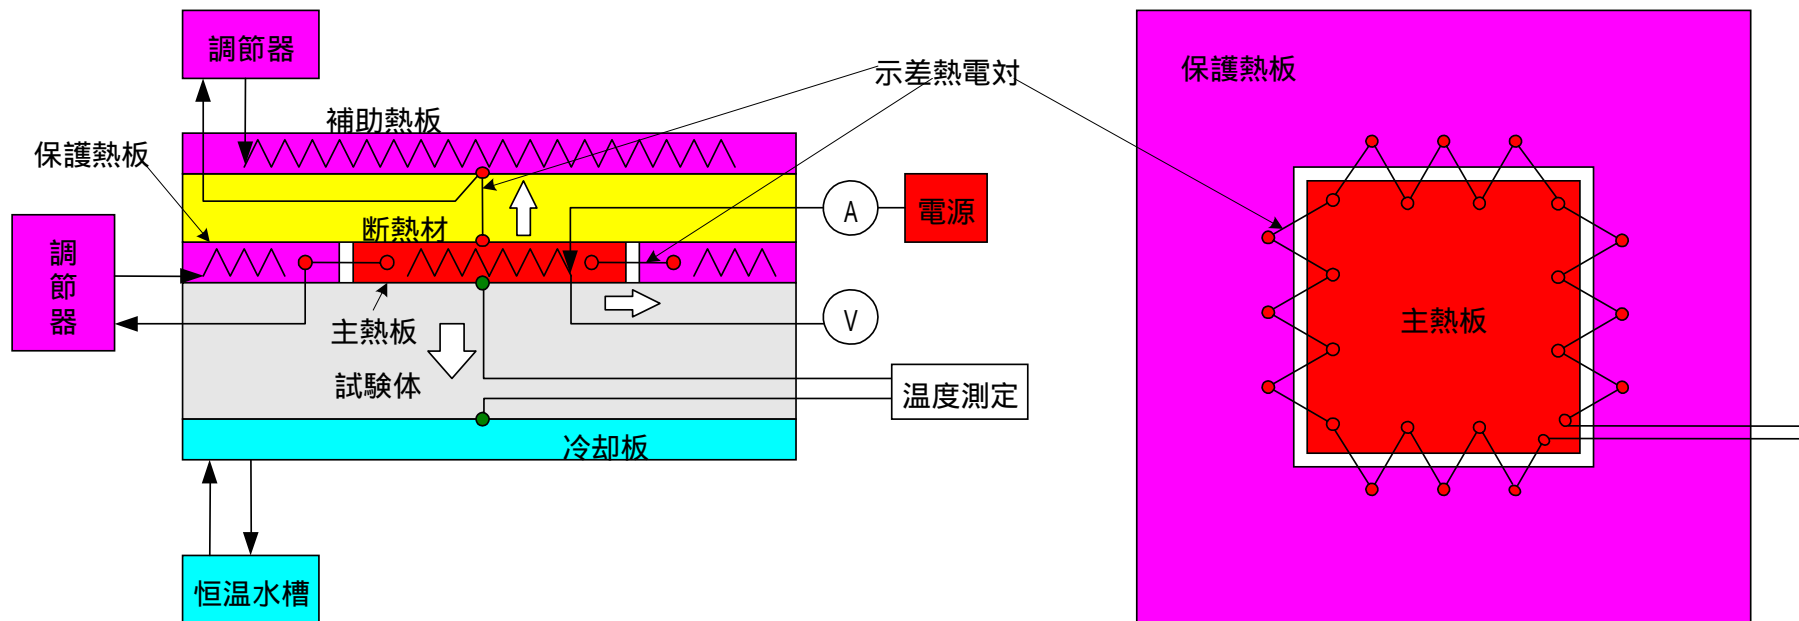 調節器
示差熱電対
保護熱板
補助熱板
保護熱板
電源
A
断熱材
調
節
器
主熱板
V
主熱板
試験体
温度測定
冷却板
恒温水槽